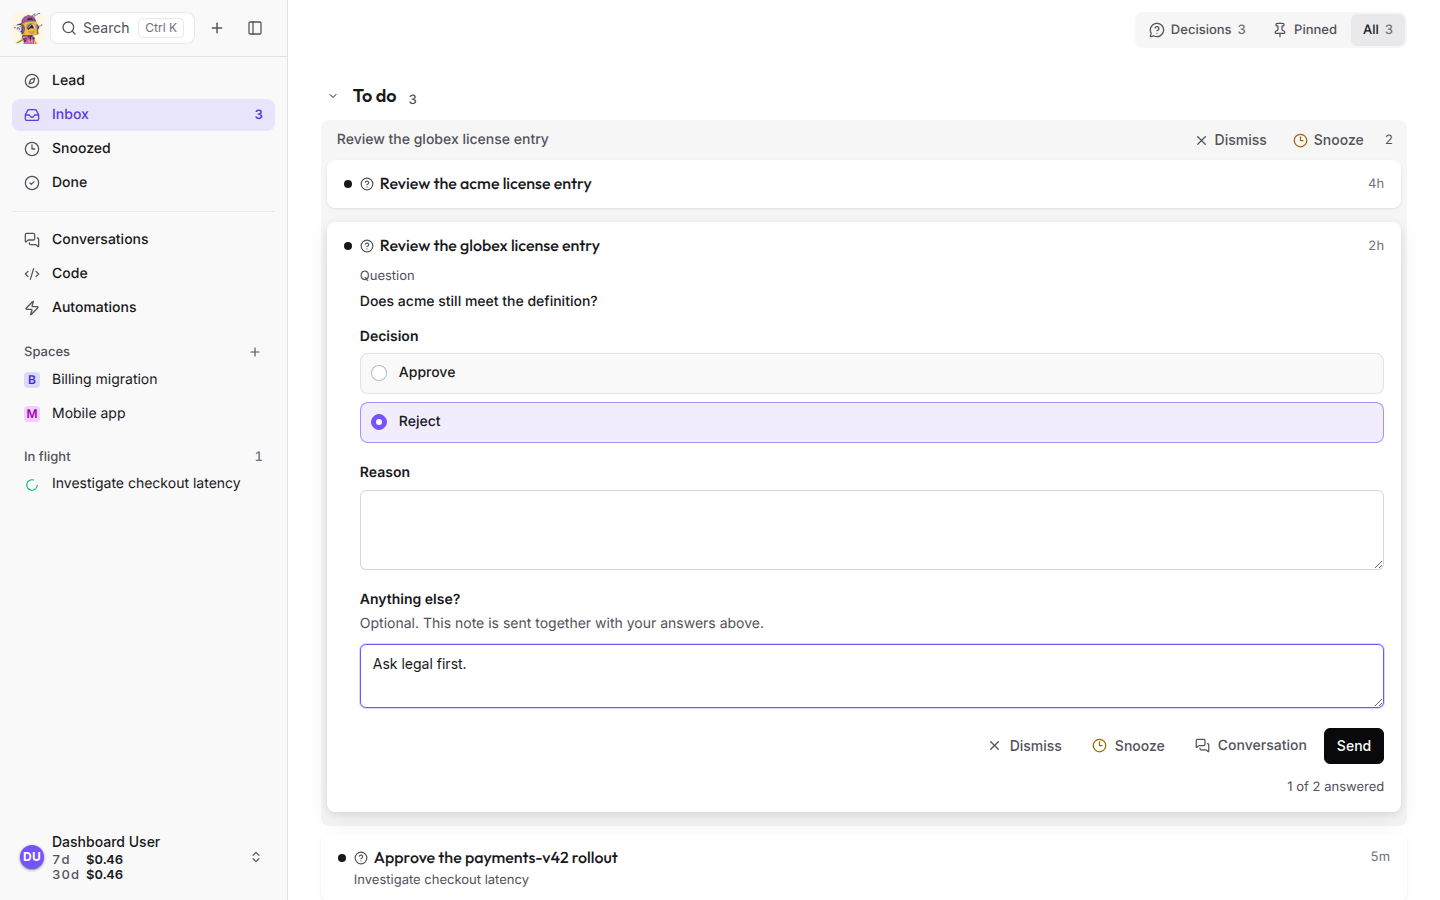 Search Ctrl K
Lead
Inbox 3
Snoozed
Done
Conversations
Code
Automations
Spaces
B Billing migration
M Mobile app
In flight 1
Investigate checkout latency
DU Dashboard User
7d $0.46
30d $0.46
Decisions 3 Pinned All 3
To do 3
Review the globex license entry Dismiss Snooze 2
Review the acme license entry 4h
Review the globex license entry 2h
Question
Does acme still meet the definition?
Decision
Approve
Reject
Reason
Anything else?
Optional. This note is sent together with your answers above.
Ask legal first.
Dismiss Snooze Conversation Send
1 of 2 answered
Approve the payments-v42 rollout 5m
Investigate checkout latency